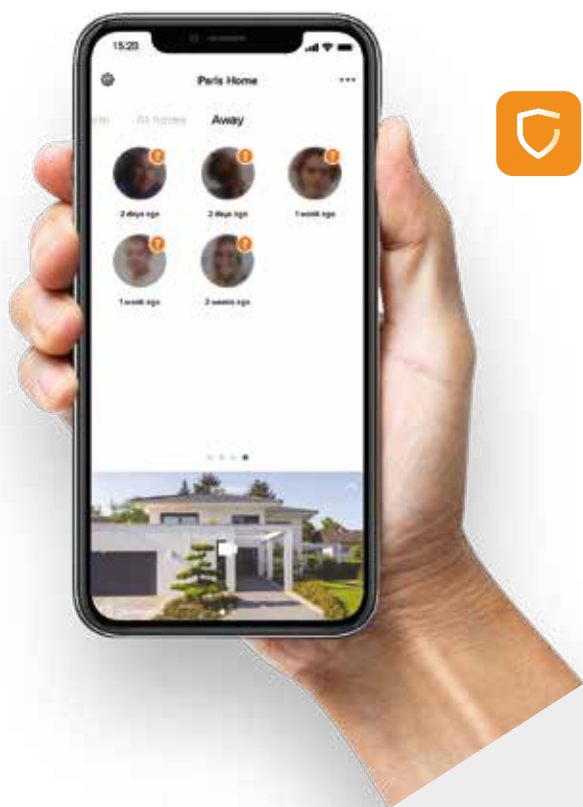 15:20
Paris Home
At home Away
2 days ago 2 days ago 1 week ago
1 week ago 2 weeks ago